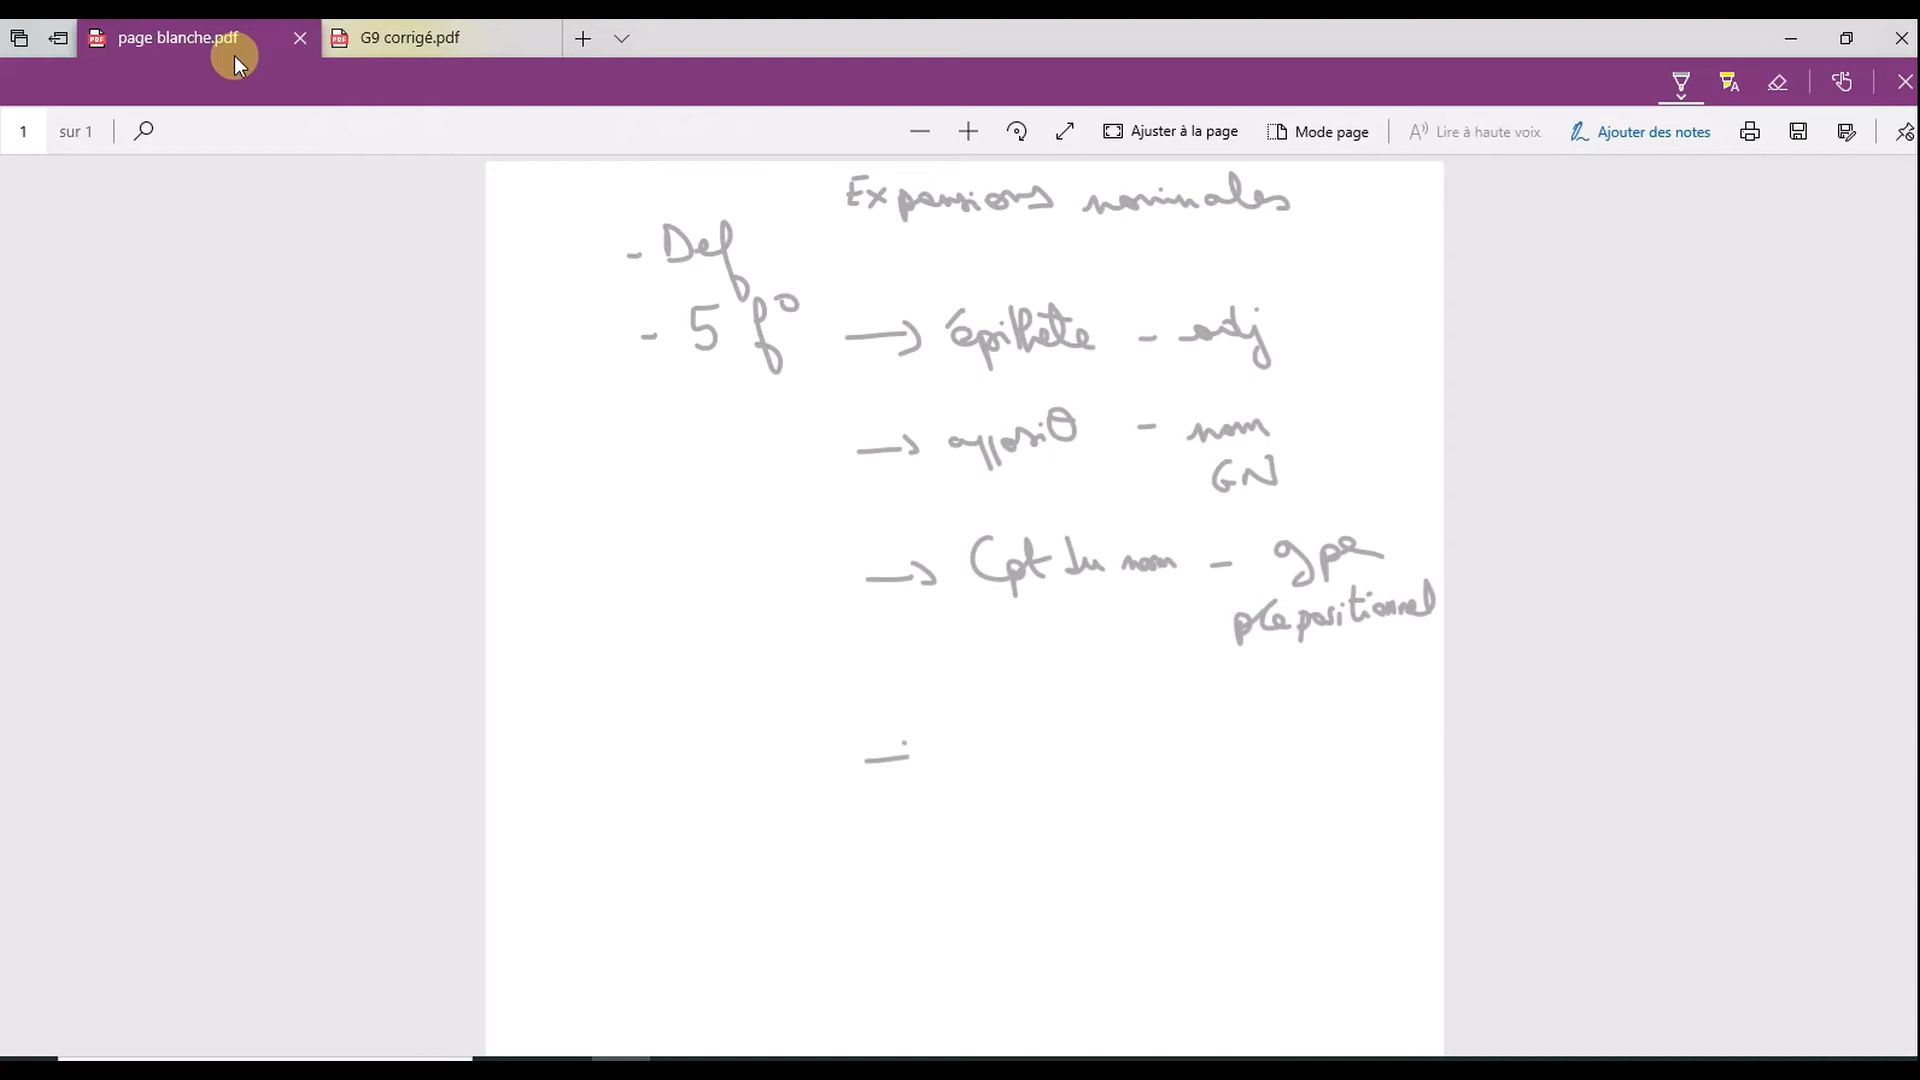 page blanche.pdf
G9 corrigé.pdf
1 sur 1
Ajuster à la page
Mode page
Lire à haute voix
Ajouter des notes
Expansions nominales
- Def
- 5 f° → épithète - adj
→ apposiθ - nom
GN
→ Cpt du nom - gpe
prepositionnel